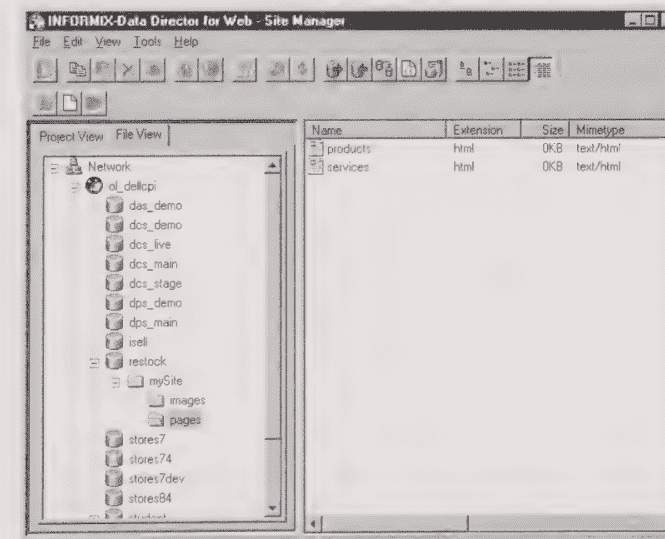 INFORMIX-Data Director for Web - Site Manager
File Edit View Tools Help
Project View File View
Name Extension Size Mimetype
products html 0KB text/html
services html 0KB text/html
Network
ol_dellcpi
das_demo
dcs_demo
dcs_live
dcs_main
dcs_stage
dps_demo
dps_main
iseli
restock
mySite
images
pages
stores7
stores74
stores7dev
stores84
student